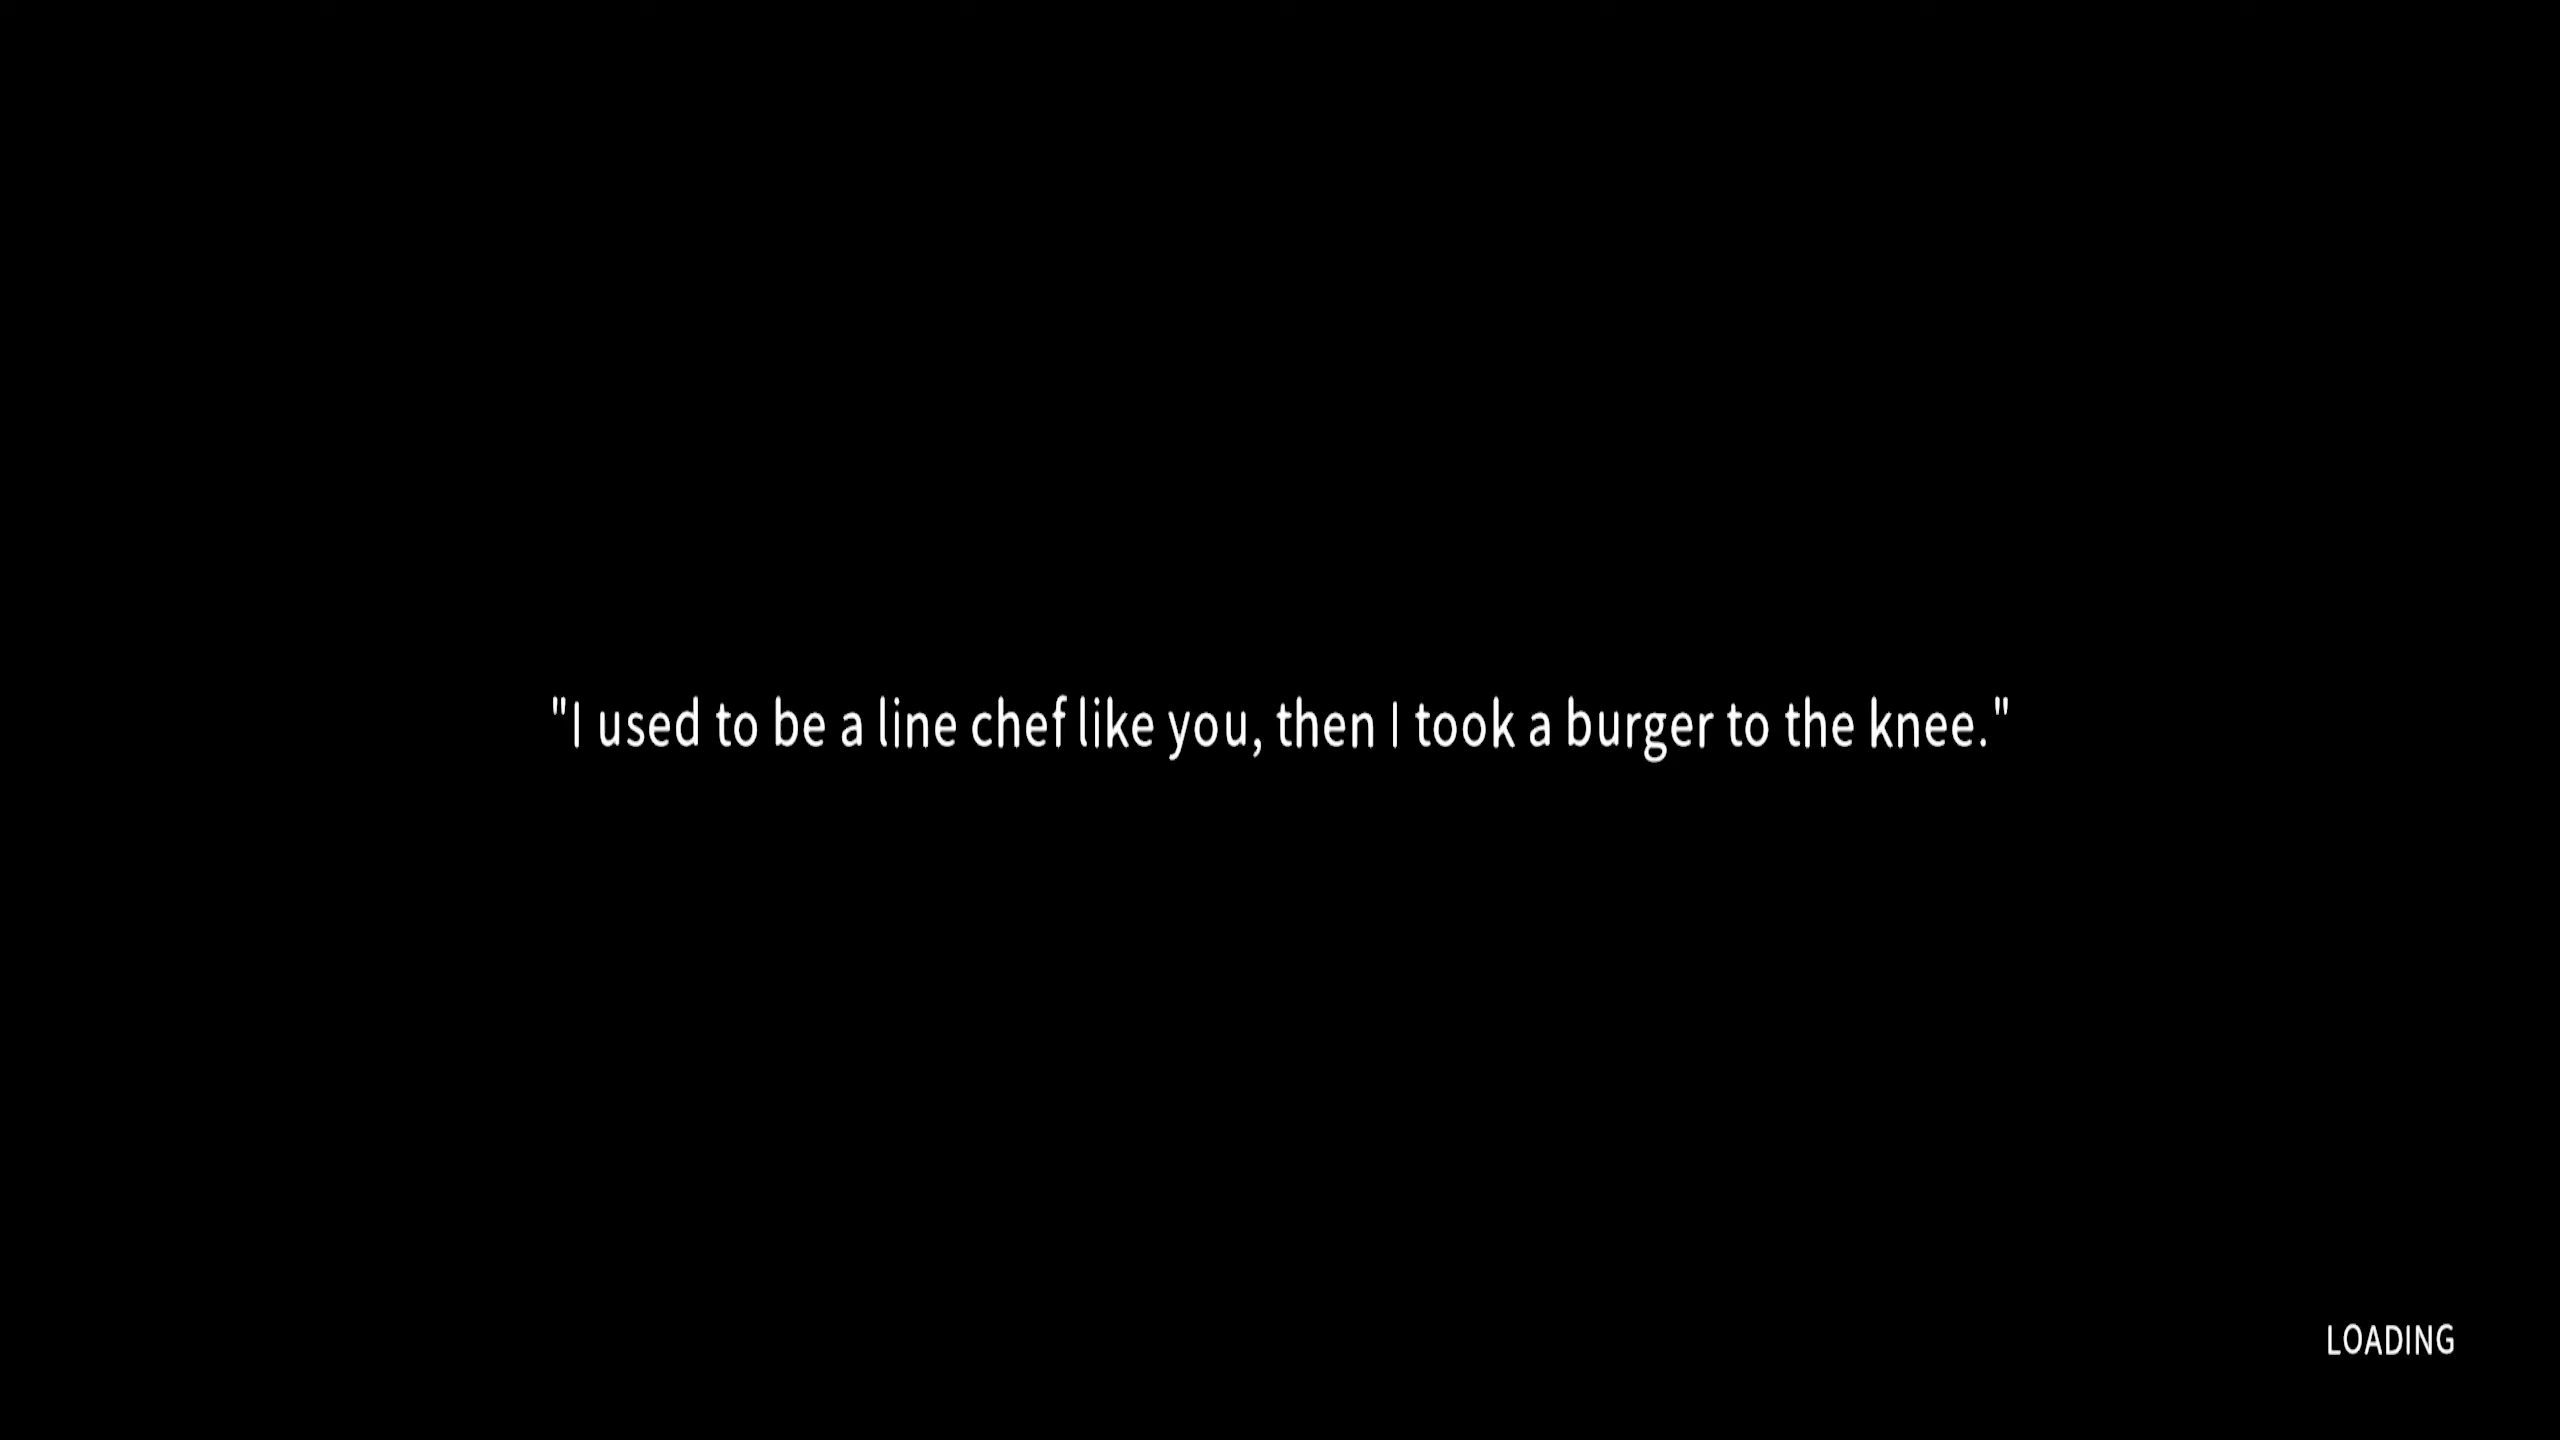 "I used to be a line chef like you, then I took a burger to the knee."
LOADING